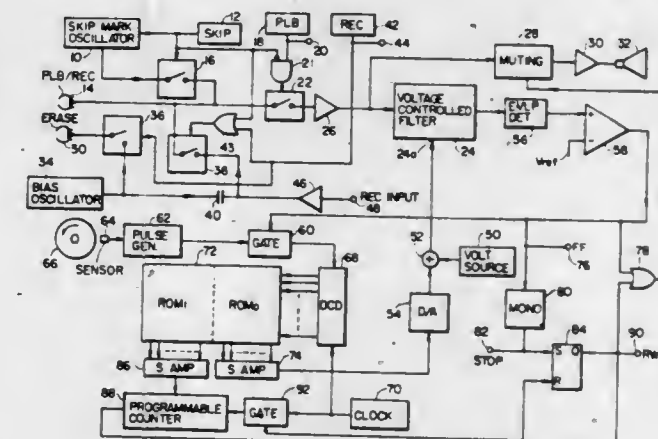 SKIP MARK
OSCILLATOR
10
12
SKIP
18
PLB
20
REC
42
44
28
MUTING
30
32
PLB/REC
14
16
21
22
26
VOLTAGE
CONTROLLED
FILTER
24a
24
ERASE
36
43
38
EVLP
DET
56
58
Vref
34
BIAS
OSCILLATOR
40
46
REC INPUT
48
64
66
SENSOR
62
PULSE
GEN.
GATE
60
52
50
VOLT
SOURCE
FF
76
78
72
ROM1
ROM0
68
DCD
54
D/A
MONO
80
82
STOP
84
S
Q
R
90
RW
86
S AMP
S AMP
74
88
PROGRAMMABLE
COUNTER
92
GATE
CLOCK
70